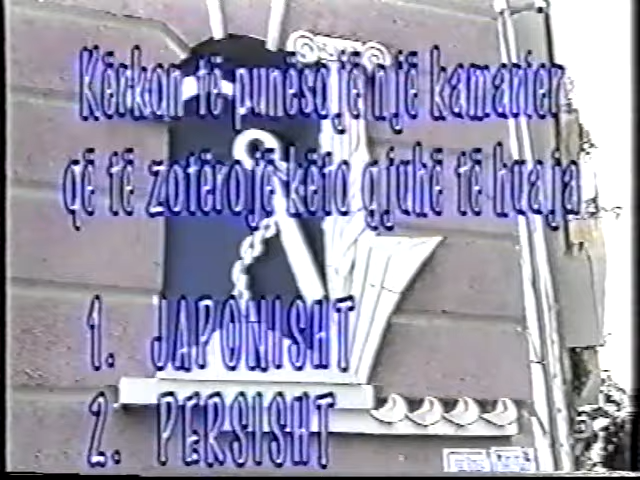 Kërkon të punësojë një kamarier
që të zotërojë këto gjuhë të huaja
1. JAPONISHT
2. PERSISHT